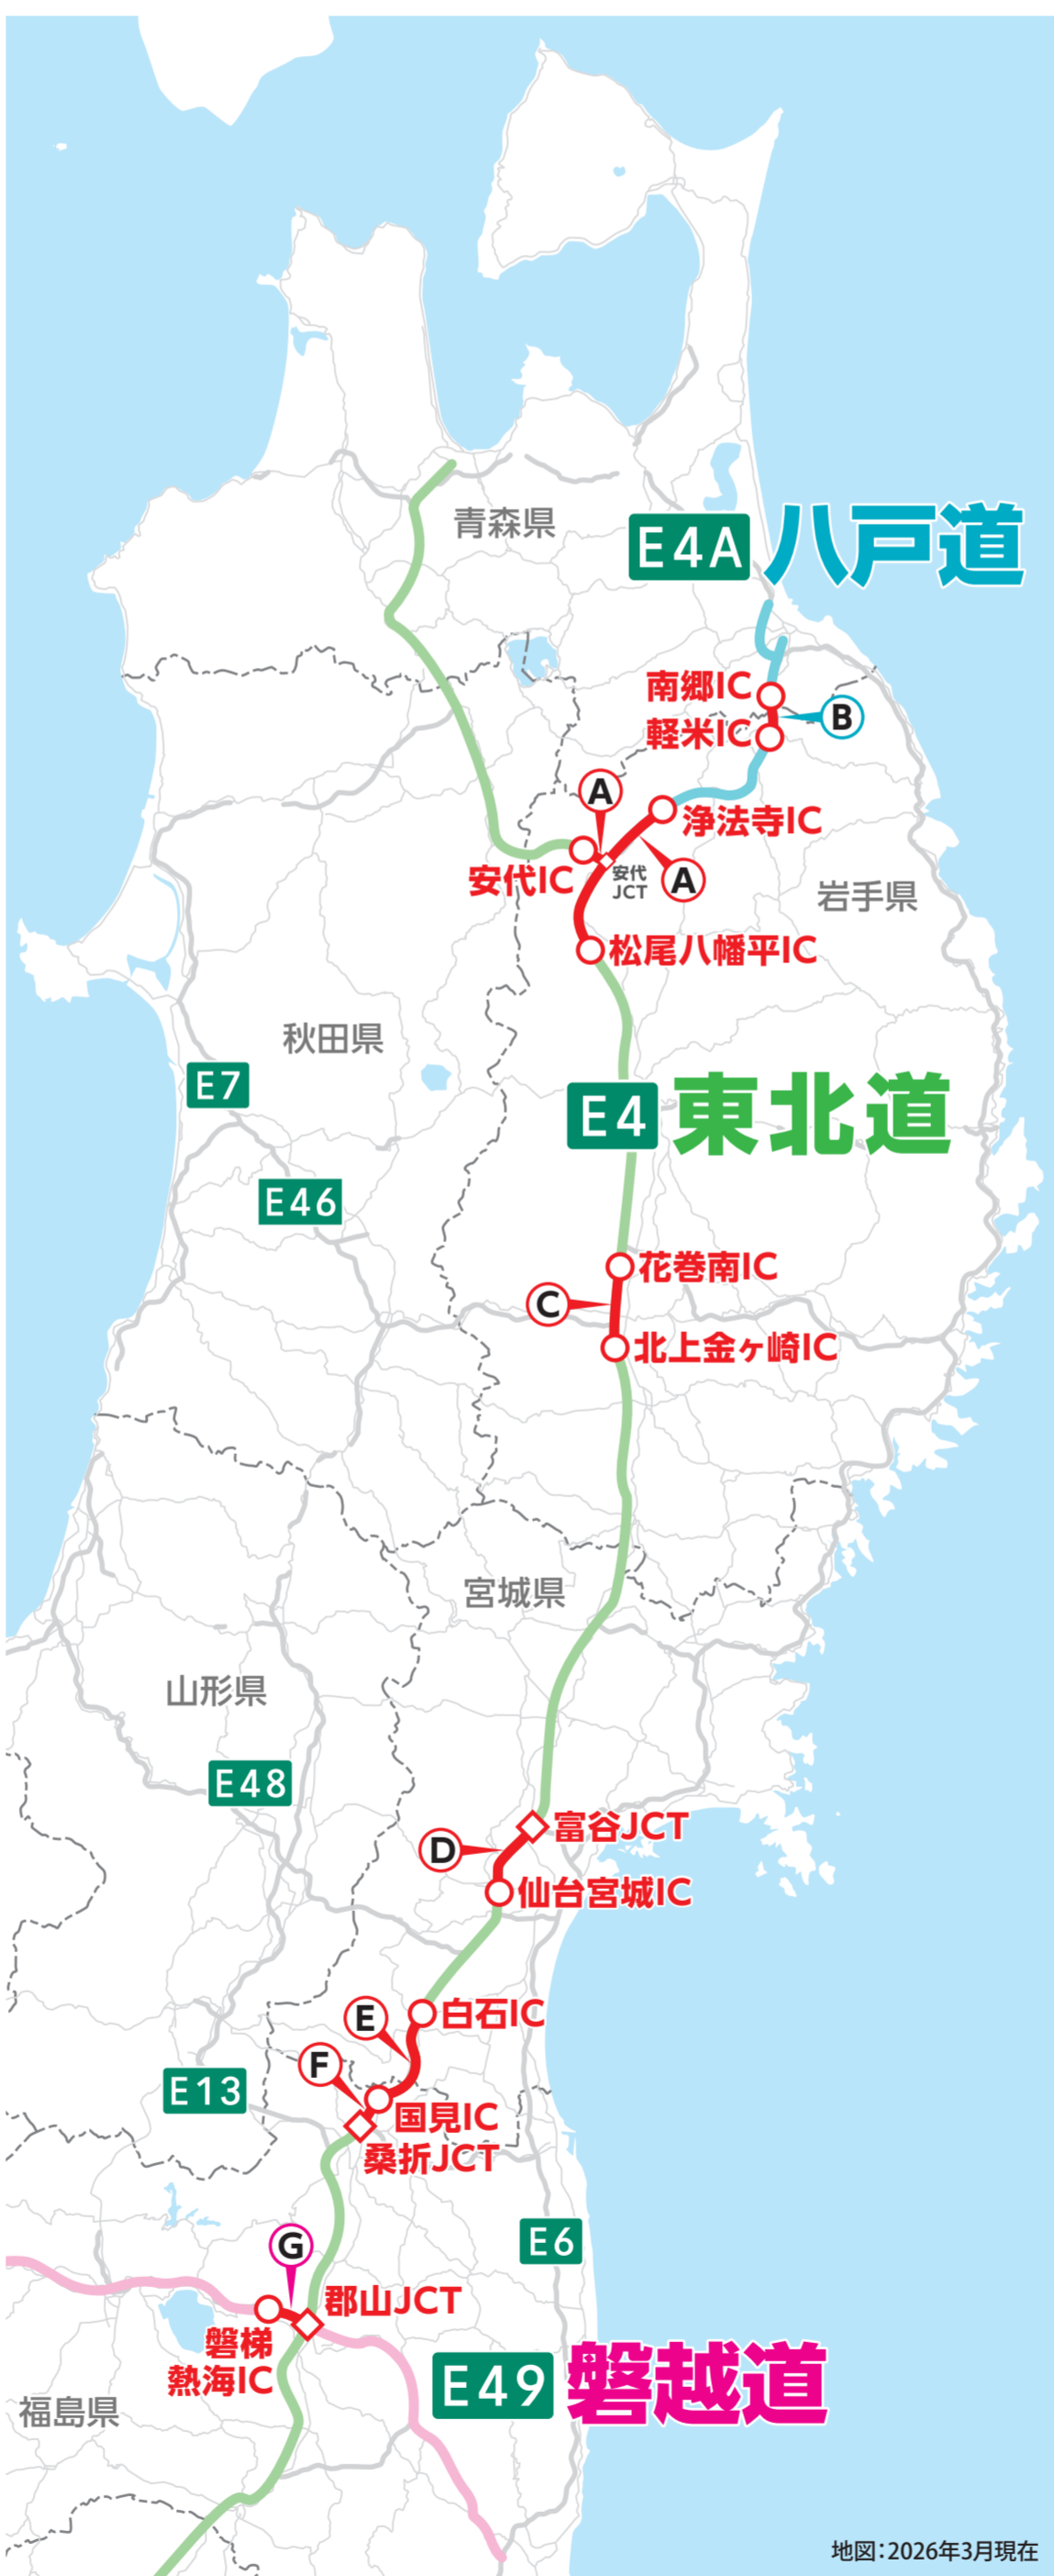 青森県
E4A 八戸道
南郷IC
B
軽米IC
A
浄法寺IC
安代IC
安代
JCT
A
岩手県
松尾八幡平IC
秋田県
E7
E4 東北道
E46
花巻南IC
C
北上金ヶ崎IC
宮城県
山形県
E48
富谷JCT
D
仙台宮城IC
白石IC
E
F
E13
国見IC
桑折JCT
E6
G
郡山JCT
磐梯
熱海IC
E49 磐越道
福島県
地図：2026年3月現在